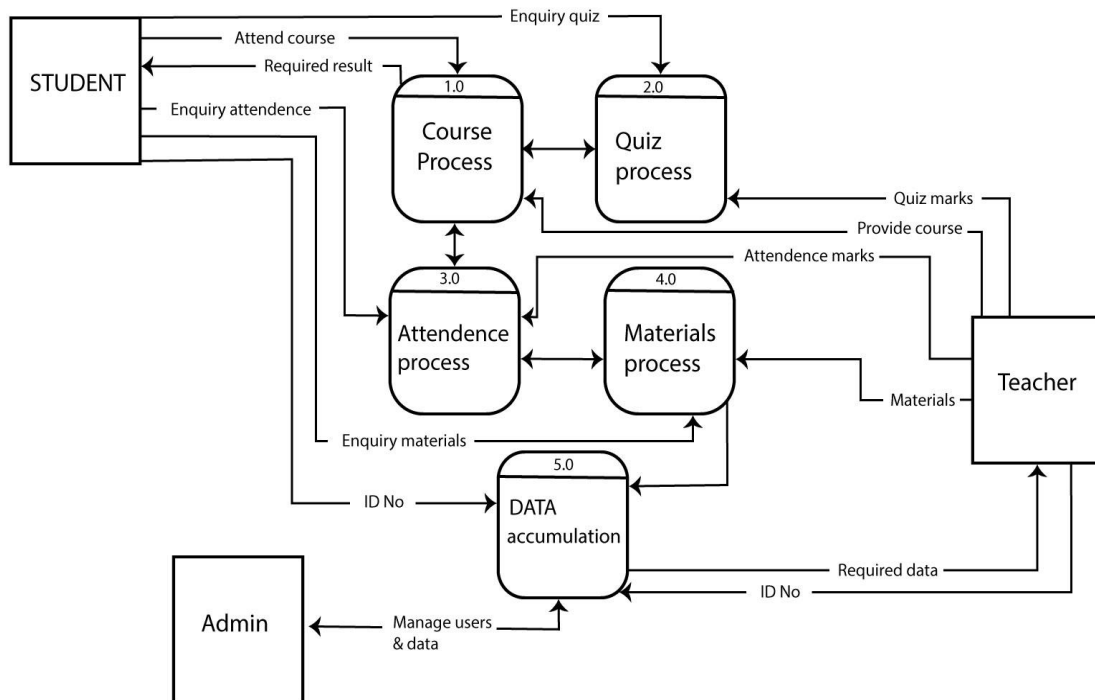 Enquiry quiz
Attend course
Required result
STUDENT
1.0
2.0
Enquiry attendence
Course
Process
Quiz
process
Quiz marks
Provide course
Attendence marks
3.0
4.0
Attendence
process
Materials
process
Teacher
Materials
Enquiry materials
5.0
ID No
DATA
accumulation
Required data
ID No
Admin
Manage users
& data